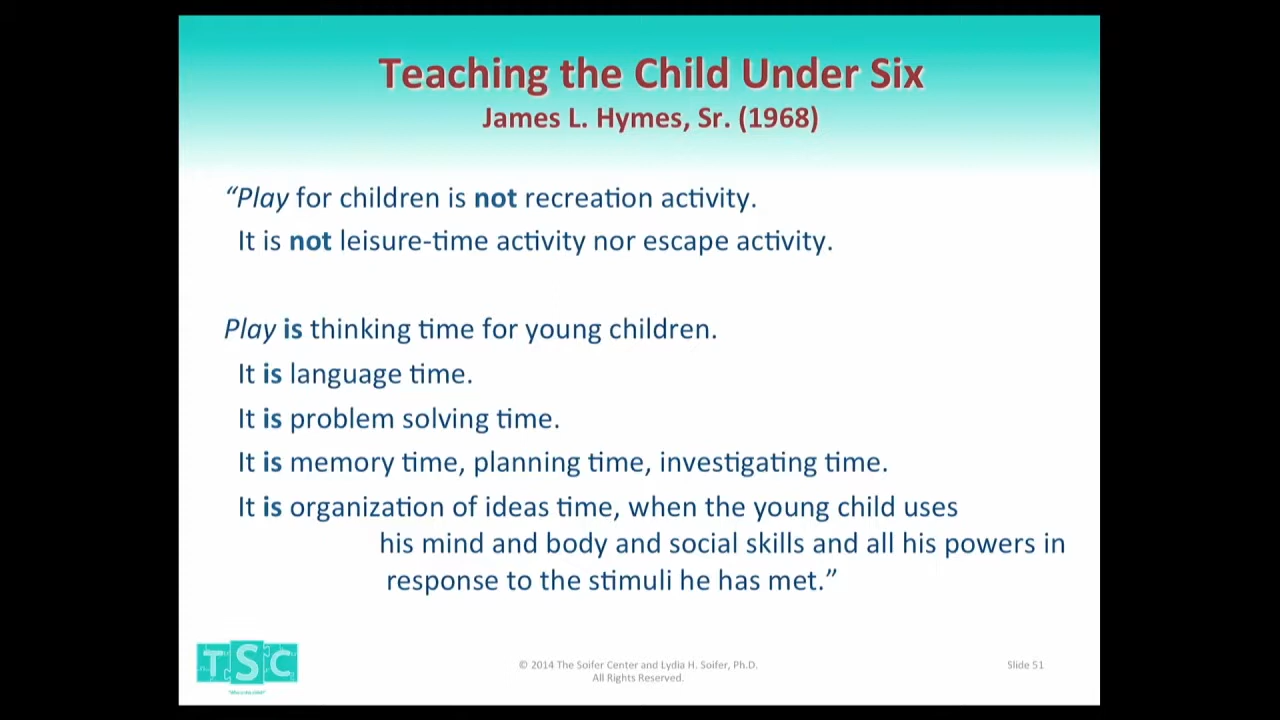 Teaching the Child Under Six
James L. Hymes, Sr. (1968)
“Play for children is not recreation activity.
It is not leisure-time activity nor escape activity.
Play is thinking time for young children.
It is language time.
It is problem solving time.
It is memory time, planning time, investigating time.
It is organization of ideas time, when the young child uses
his mind and body and social skills and all his powers in
response to the stimuli he has met.”
TSC
© 2014 The Soifer Center and Lydia H. Soifer, Ph.D.
All Rights Reserved.
Slide 51